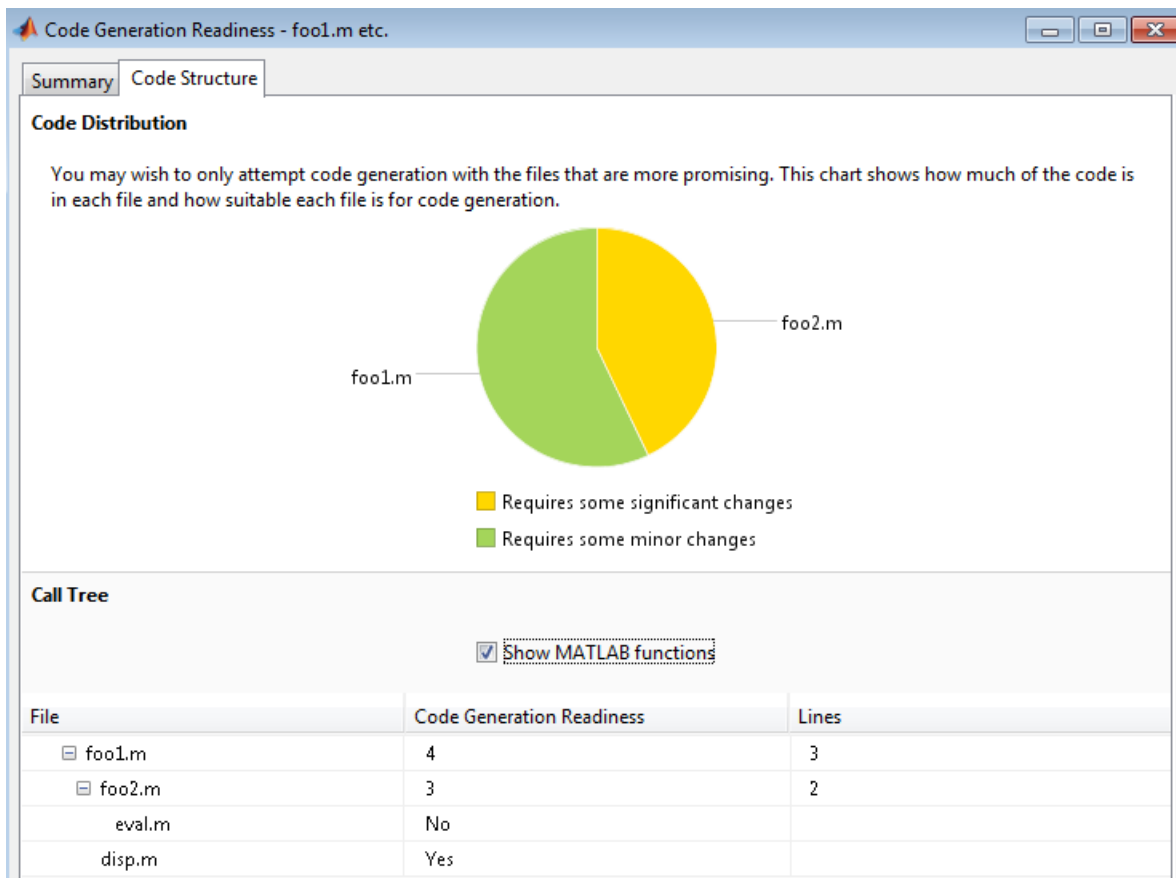 Code Generation Readiness - foo1.m etc.
Summary Code Structure
Code Distribution
You may wish to only attempt code generation with the files that are more promising. This chart shows how much of the code is
in each file and how suitable each file is for code generation.
foo2.m
foo1.m
Requires some significant changes
Requires some minor changes
Call Tree
Show MATLAB functions
File Code Generation Readiness Lines
foo1.m 4 3
foo2.m 3 2
eval.m No
disp.m Yes